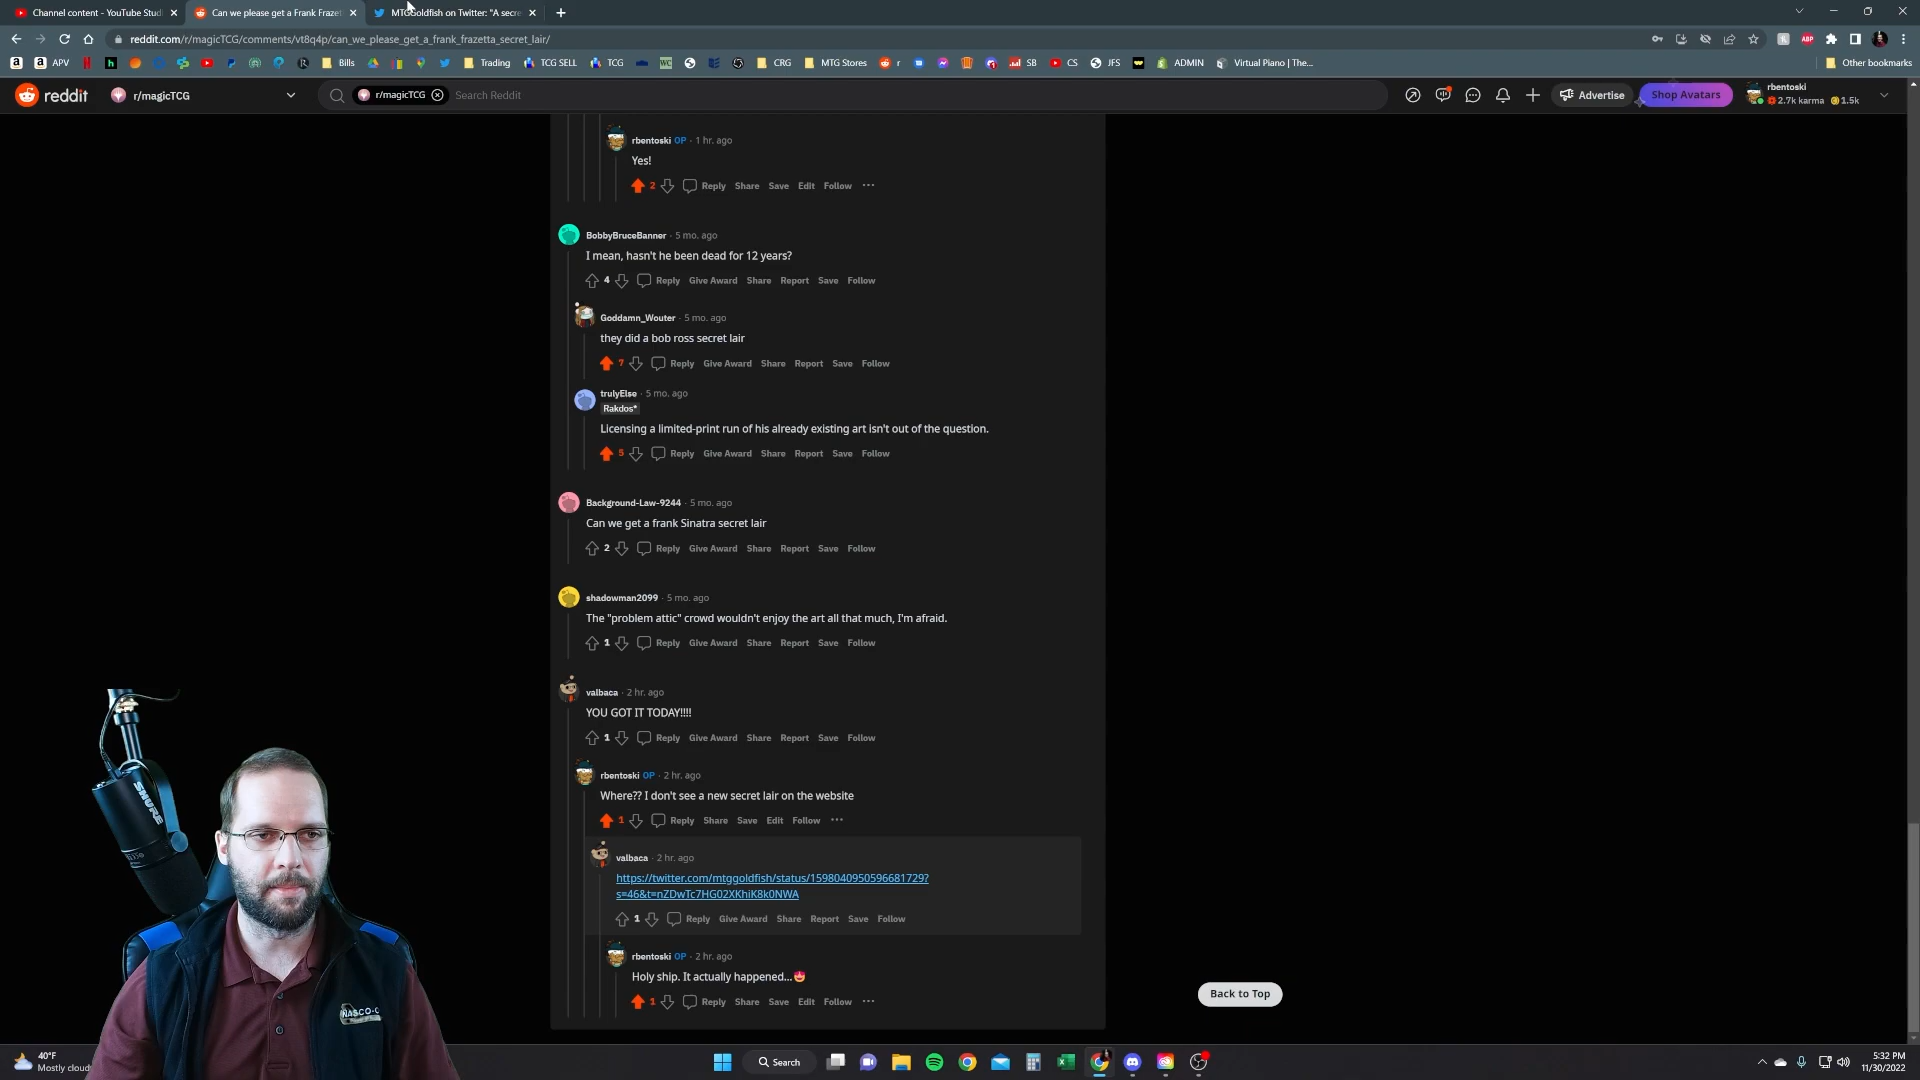 Channel content - YouTube Stud
Can we please get a Frank Frazet
MTGGoldfish on Twitter: "A secre
reddit.com/r/magicTCG/comments/vt8q4p/can_we_please_get_a_frank_frazetta_secret_lair/
APV
Bills
Trading
TCG SELL
TCG
CRG
MTG Stores
r
SB
CS
JFS
ADMIN
Virtual Piano | The...
Other bookmarks
reddit
r/magicTCG
r/magicTCG
Search Reddit
Advertise
Shop Avatars
rbentoski
2.7k karma 1.5k
rbentoski OP · 1 hr. ago
Yes!
2 Reply Share Save Edit Follow ···
BobbyBruceBanner · 5 mo. ago
I mean, hasn't he been dead for 12 years?
4 Reply Give Award Share Report Save Follow
Goddamn_Wouter · 5 mo. ago
they did a bob ross secret lair
7 Reply Give Award Share Report Save Follow
trulyElse · 5 mo. ago
Rakdos*
Licensing a limited-print run of his already existing art isn't out of the question.
5 Reply Give Award Share Report Save Follow
Background-Law-9244 · 5 mo. ago
Can we get a frank Sinatra secret lair
2 Reply Give Award Share Report Save Follow
shadowman2099 · 5 mo. ago
The "problem attic" crowd wouldn't enjoy the art all that much, I'm afraid.
1 Reply Give Award Share Report Save Follow
valbaca · 2 hr. ago
YOU GOT IT TODAY!!!!
1 Reply Give Award Share Report Save Follow
rbentoski OP · 2 hr. ago
Where?? I don't see a new secret lair on the website
1 Reply Share Save Edit Follow ···
valbaca · 2 hr. ago
https://twitter.com/mtggoldfish/status/1598040950596681729?
s=46&t=nZDwTc7HG02XKhiK8k0NWA
1 Reply Give Award Share Report Save Follow
rbentoski OP · 2 hr. ago
Holy ship. It actually happened...😍
1 Reply Share Save Edit Follow ···
Back to Top
SHURE
NASCO-O
40°F
Mostly cloud
Search
5:32 PM
11/30/2022